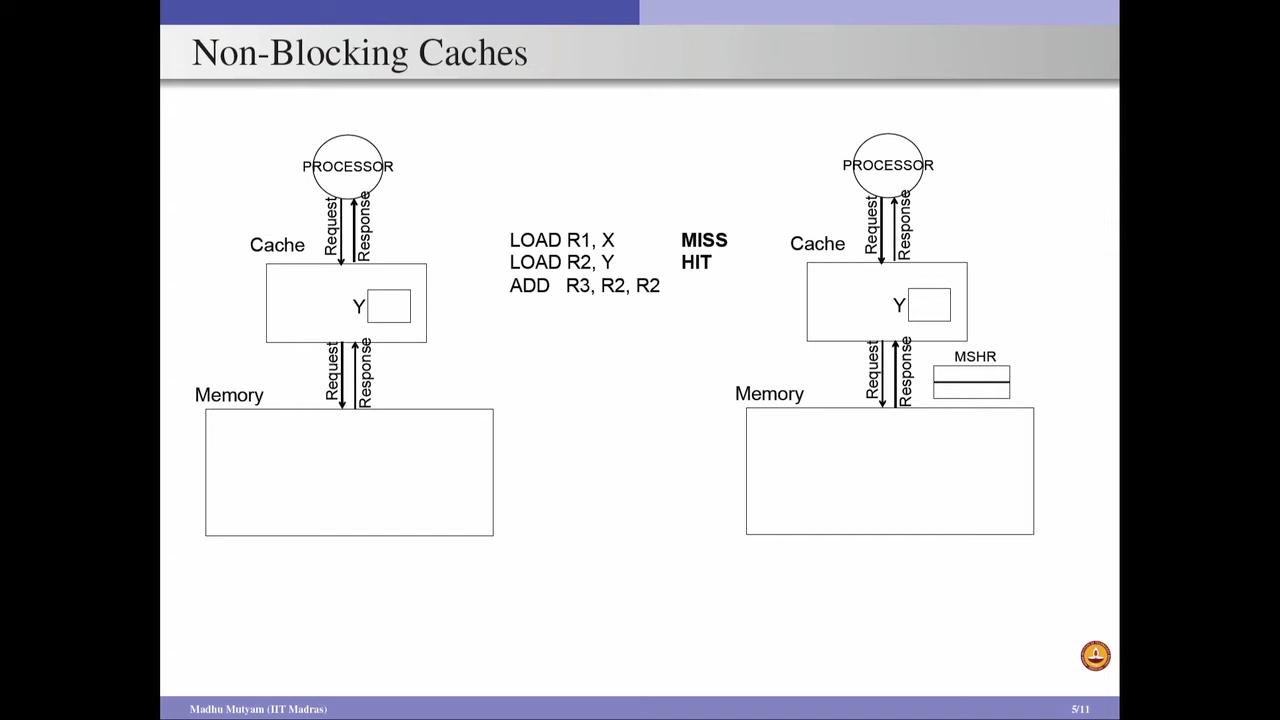 Non-Blocking Caches
PROCESSOR
Request
Response
Cache
Y
Request
Response
Memory
LOAD R1, X MISS
LOAD R2, Y HIT
ADD R3, R2, R2
PROCESSOR
Request
Response
Cache
Y
Request
Response
MSHR
Memory
Madhu Mutyam (IIT Madras) 5/11